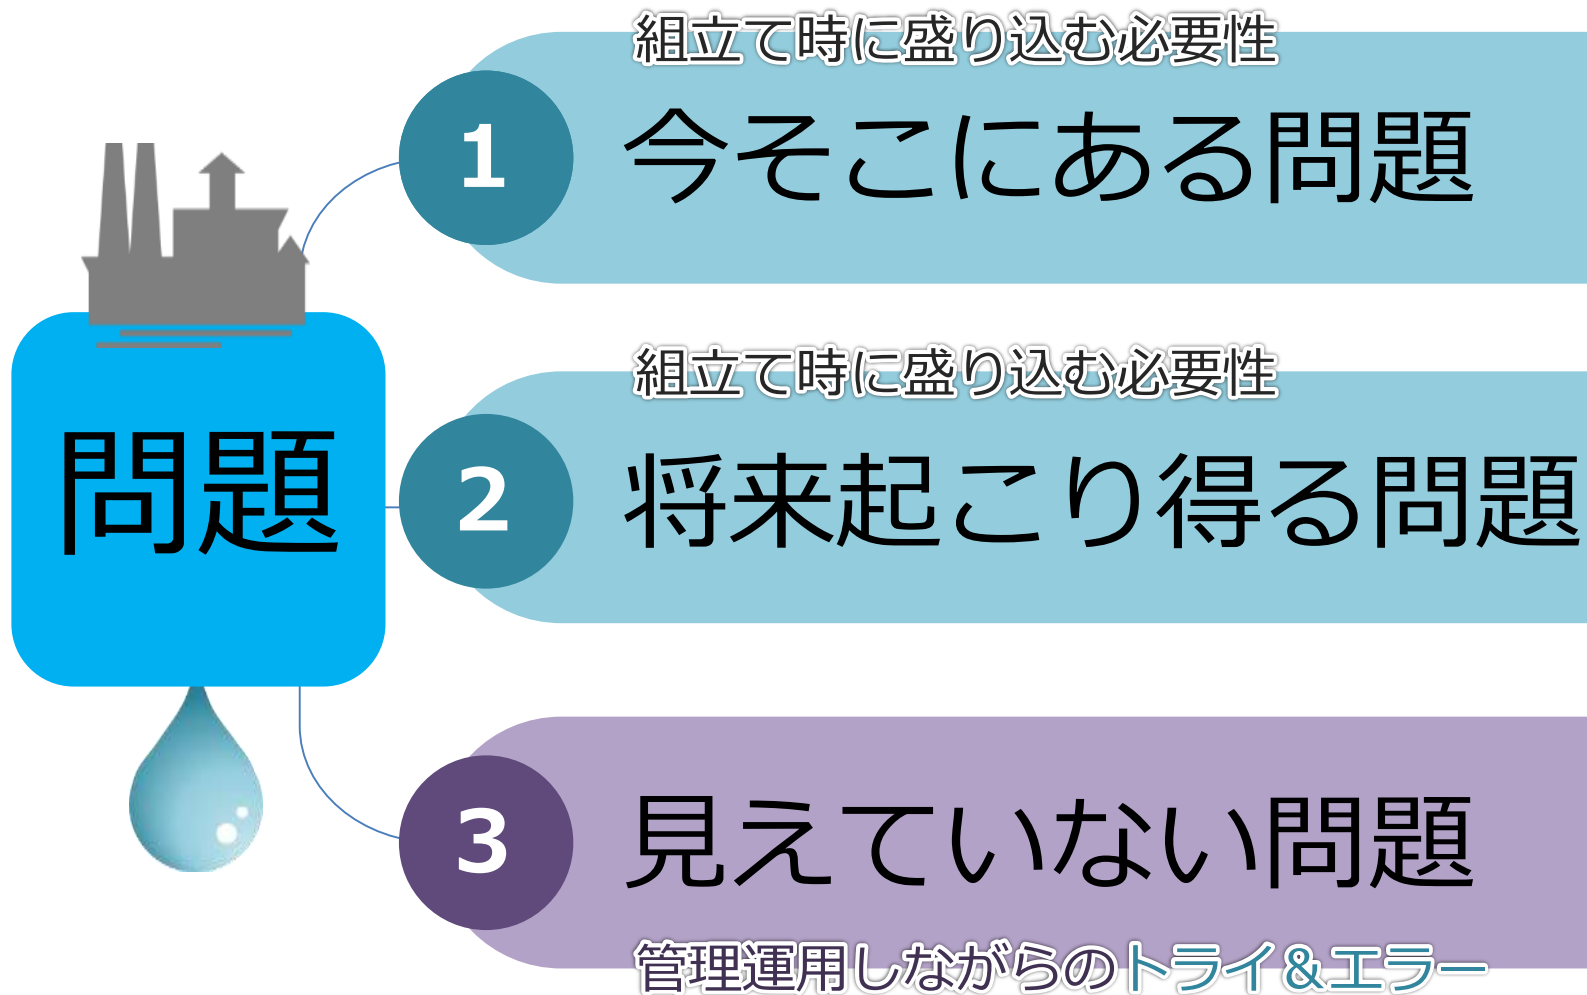 組立て時に盛り込む必要性
1
今そこにある問題
問題
組立て時に盛り込む必要性
2
将来起こり得る問題
3
見えていない問題
管理運用しながらのトライ＆エラー